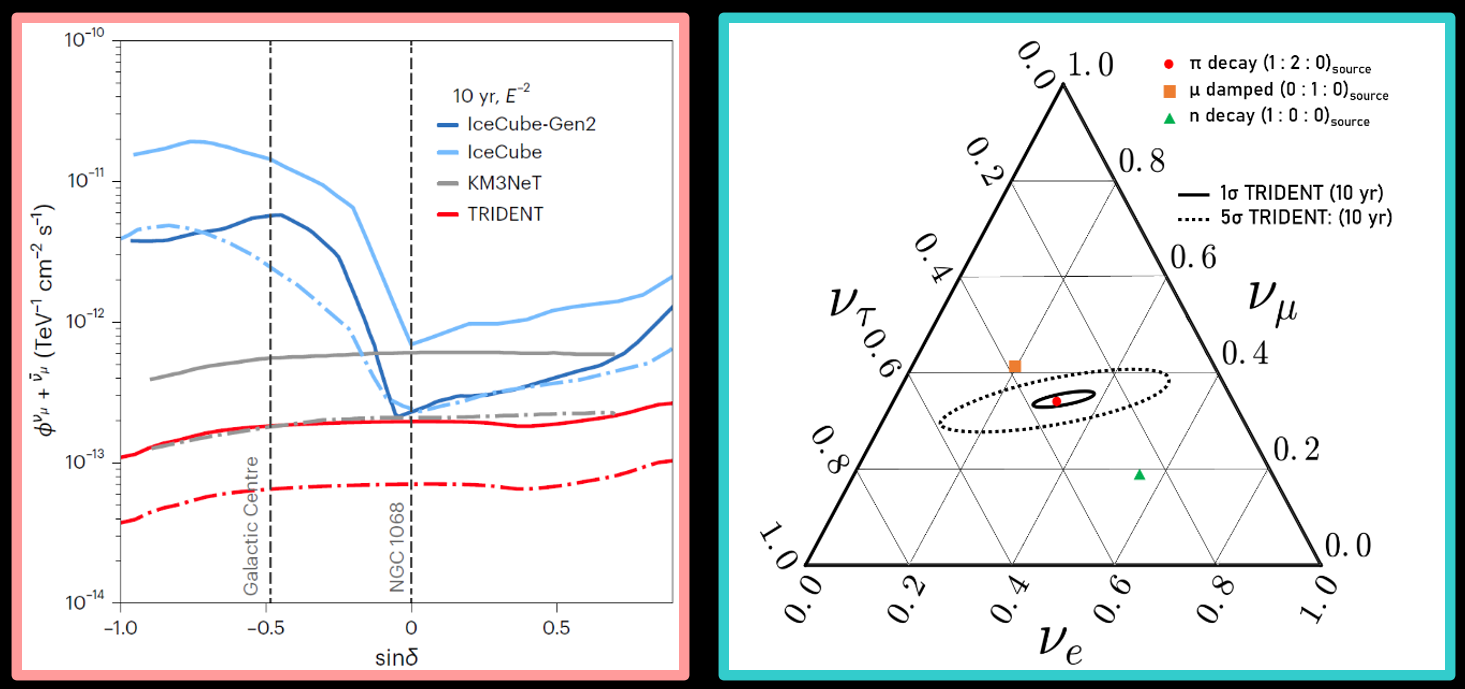 10⁻¹⁰
10⁻¹¹
10⁻¹²
10⁻¹³
10⁻¹⁴
ϕ^{ν_μ + ν̄_μ} (TeV⁻¹ cm⁻² s⁻¹)
10 yr, E⁻²
IceCube-Gen2
IceCube
KM3NeT
TRIDENT
Galactic Centre
NGC 1068
–1.0
–0.5
0
0.5
sinδ
π decay (1 : 2 : 0)source
μ damped (0 : 1 : 0)source
n decay (1 : 0 : 0)source
1σ TRIDENT (10 yr)
5σ TRIDENT: (10 yr)
0.0
0.2
0.4
0.6
0.8
1.0
ντ
1.0
0.8
0.6
0.4
0.2
0.0
νμ
0.0
0.2
0.4
0.6
0.8
1.0
νe